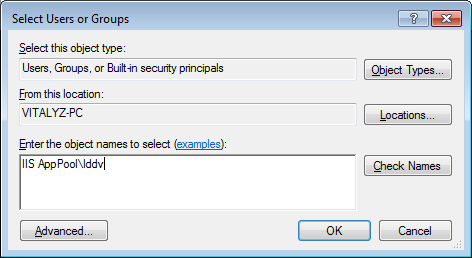 Select Users or Groups
Select this object type:
Users, Groups, or Built-in security principals
Object Types...
From this location:
VITALYZ-PC
Locations...
Enter the object names to select (examples):
IIS AppPool\lddv
Check Names
Advanced...
OK
Cancel